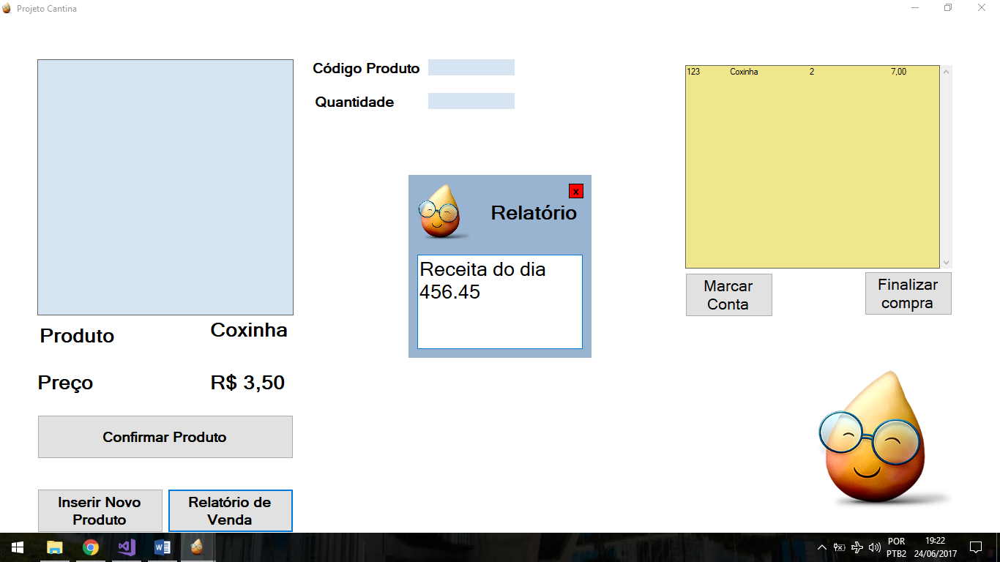 Projeto Cantina
Código Produto
Quantidade
123 Coxinha 2 7,00
x
Relatório
Receita do dia
456.45
Marcar
Conta
Finalizar
compra
Produto Coxinha
Preço R$ 3,50
Confirmar Produto
Inserir Novo
Produto
Relatório de
Venda
POR
PTB2
19:22
24/06/2017